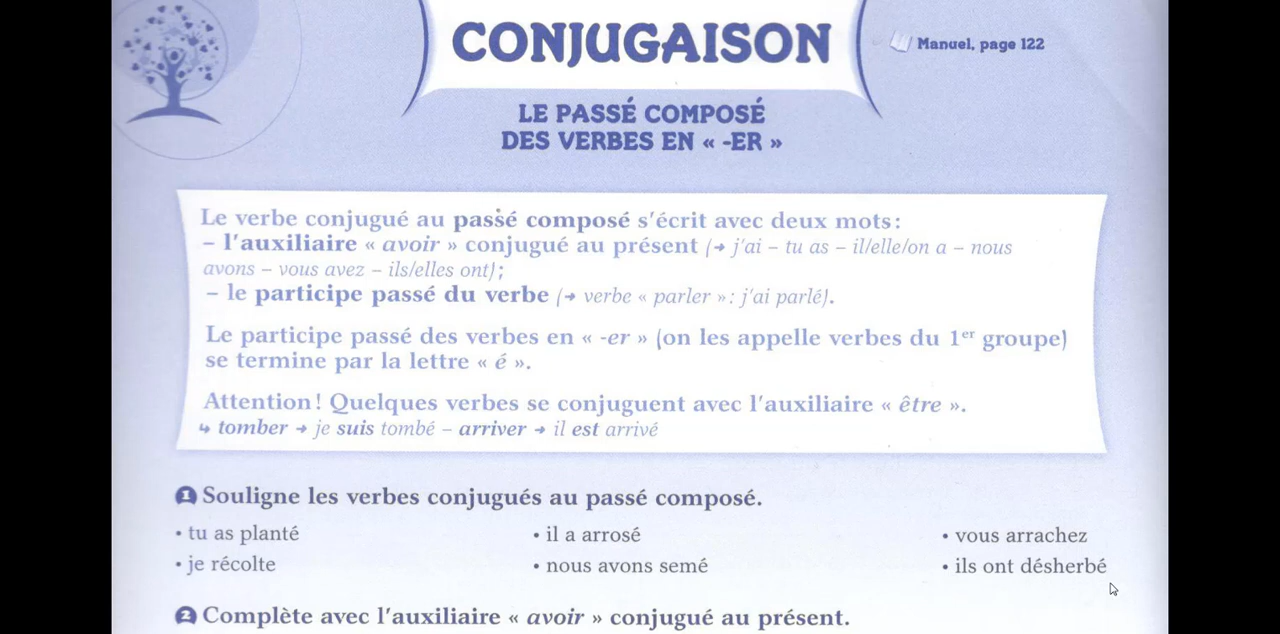 CONJUGAISON
Manuel, page 122
LE PASSÉ COMPOSÉ
DES VERBES EN « -ER »
Le verbe conjugué au passé composé s'écrit avec deux mots :
– l'auxiliaire « avoir » conjugué au présent (➜ j'ai – tu as – il/elle/on a – nous
avons – vous avez – ils/elles ont) ;
– le participe passé du verbe (➜ verbe « parler » : j'ai parlé).
Le participe passé des verbes en « -er » (on les appelle verbes du 1er groupe)
se termine par la lettre « é ».
Attention ! Quelques verbes se conjuguent avec l'auxiliaire « être ».
↳ tomber ➜ je suis tombé – arriver ➜ il est arrivé
1 Souligne les verbes conjugués au passé composé.
• tu as planté • il a arrosé • vous arrachez
• je récolte • nous avons semé • ils ont désherbé
2 Complète avec l'auxiliaire « avoir » conjugué au présent.